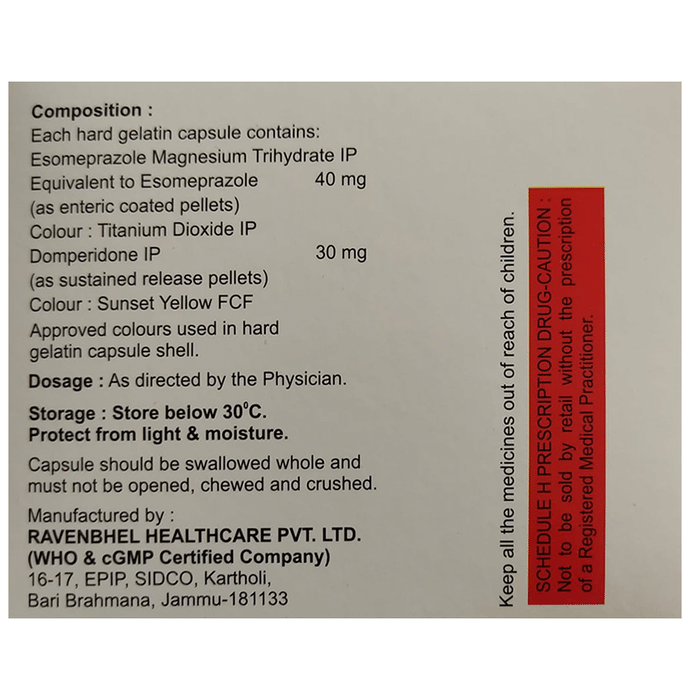 Composition :
Each hard gelatin capsule contains:
Esomeprazole Magnesium Trihydrate IP
Equivalent to Esomeprazole 40 mg
(as enteric coated pellets)
Colour : Titanium Dioxide IP
Domperidone IP 30 mg
(as sustained release pellets)
Colour : Sunset Yellow FCF
Approved colours used in hard
gelatin capsule shell.
Dosage : As directed by the Physician.
Storage : Store below 30⁰C.
Protect from light & moisture.
Capsule should be swallowed whole and
must not be opened, chewed and crushed.
Manufactured by :
RAVENBHEL HEALTHCARE PVT. LTD.
(WHO & cGMP Certified Company)
16-17, EPIP, SIDCO, Kartholi,
Bari Brahmana, Jammu-181133
Keep all the medicines out of reach of children.
SCHEDULE H PRESCRIPTION DRUG-CAUTION :
Not to be sold by retail without the prescription
of a Registered Medical Practitioner.